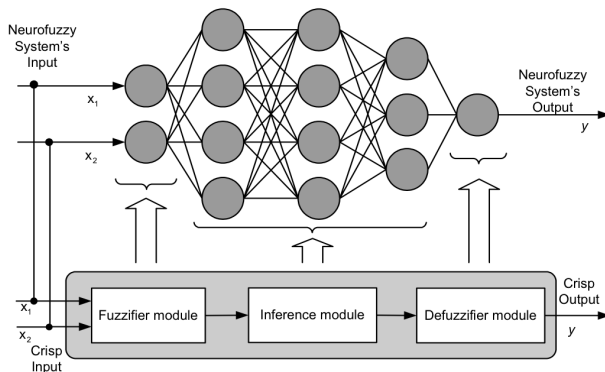 Neurofuzzy
System's
Input
x1
x2
Neurofuzzy
System's
Output
y
x1
x2
Crisp
Input
Fuzzifier module
Inference module
Defuzzifier module
Crisp
Output
y